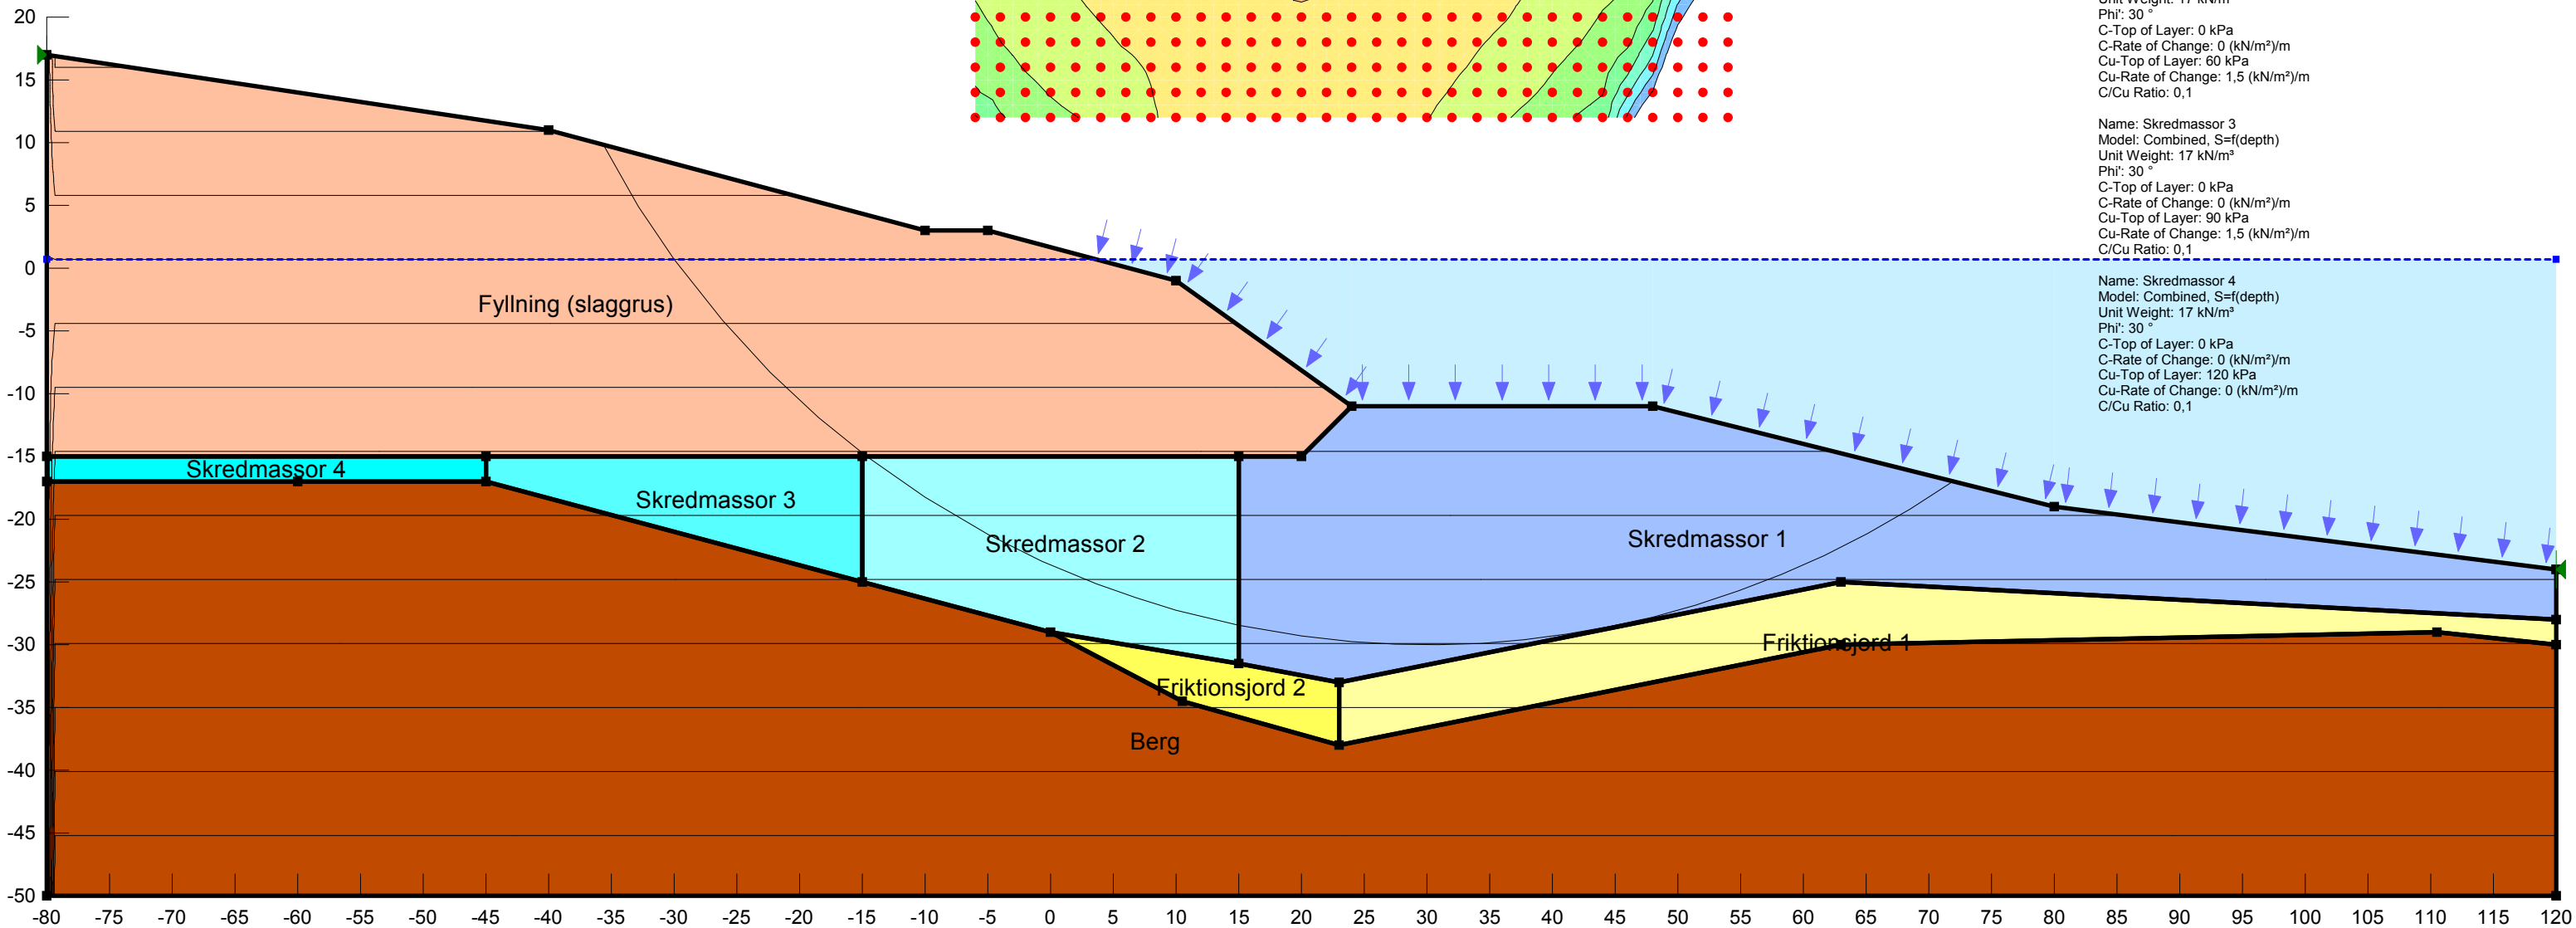 Unit Weight: 17 kN/m³
Phi': 30 °
C-Top of Layer: 0 kPa
C-Rate of Change: 0 (kN/m²)/m
Cu-Top of Layer: 60 kPa
Cu-Rate of Change: 1,5 (kN/m²)/m
C/Cu Ratio: 0,1
Name: Skredmassor 3
Model: Combined, S=f(depth)
Unit Weight: 17 kN/m³
Phi': 30 °
C-Top of Layer: 0 kPa
C-Rate of Change: 0 (kN/m²)/m
Cu-Top of Layer: 90 kPa
Cu-Rate of Change: 1,5 (kN/m²)/m
C/Cu Ratio: 0,1
Name: Skredmassor 4
Model: Combined, S=f(depth)
Unit Weight: 17 kN/m³
Phi': 30 °
C-Top of Layer: 0 kPa
C-Rate of Change: 0 (kN/m²)/m
Cu-Top of Layer: 120 kPa
Cu-Rate of Change: 0 (kN/m²)/m
C/Cu Ratio: 0,1
20
15
10
5
0
-5
-10
-15
-20
-25
-30
-35
-40
-45
-50
Fyllning (slaggrus)
Skredmassor 4
Skredmassor 3
Skredmassor 2
Skredmassor 1
Friktionsjord 1
Friktionsjord 2
Berg
-80 -75 -70 -65 -60 -55 -50 -45 -40 -35 -30 -25 -20 -15 -10 -5 0 5 10 15 20 25 30 35 40 45 50 55 60 65 70 75 80 85 90 95 100 105 110 115 120